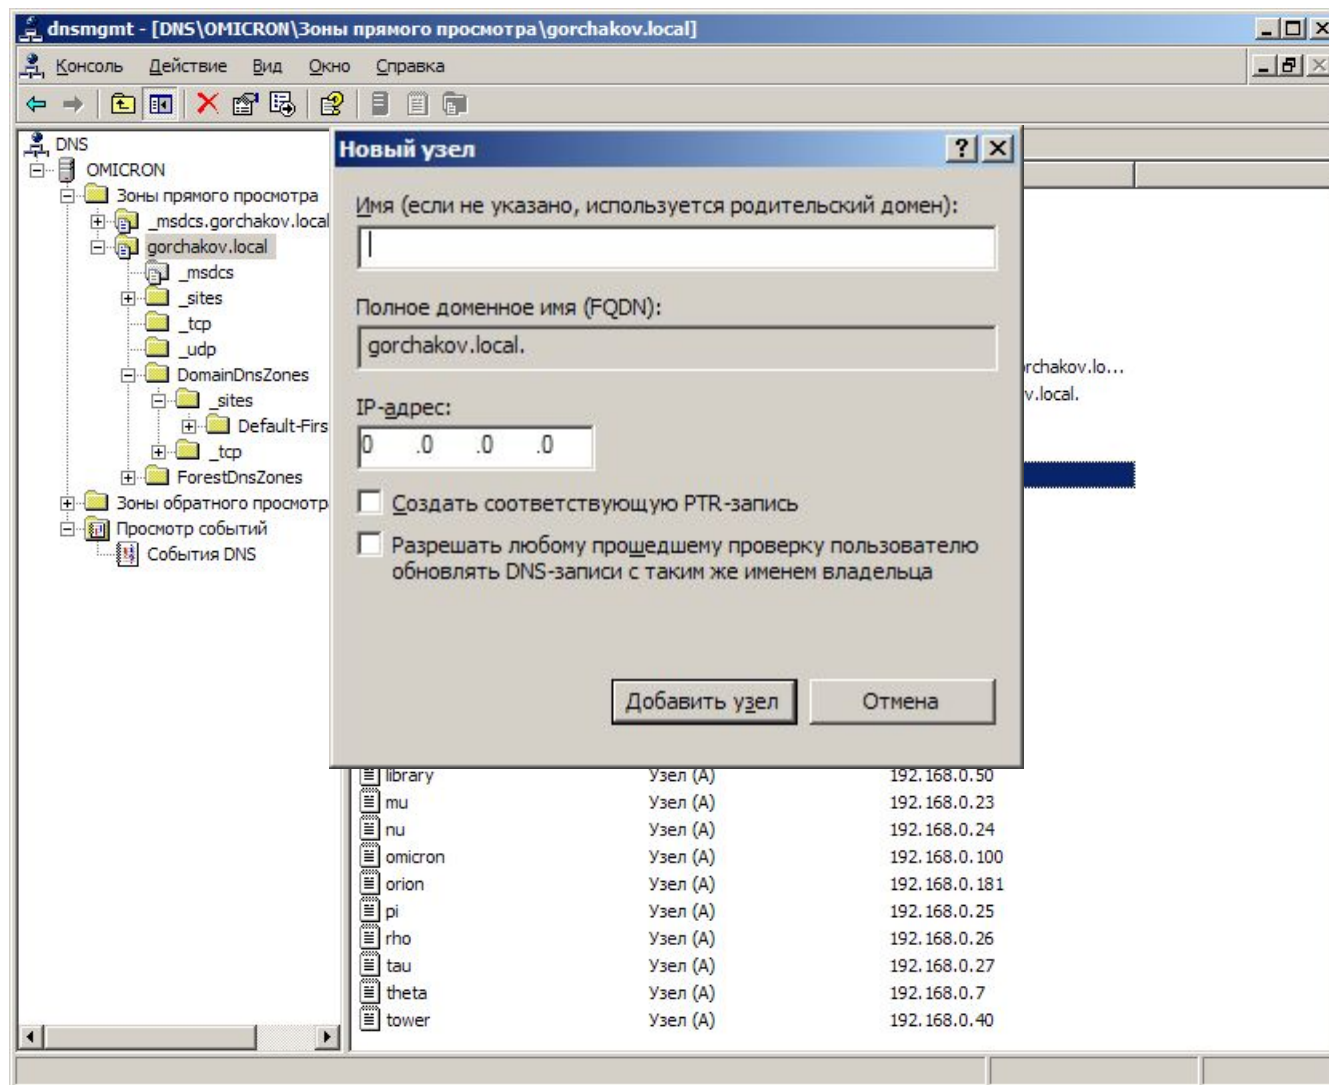 dnsmgmt - [DNS\OMICRON\Зоны прямого просмотра\gorchakov.local]
Консоль Действие Вид Окно Справка
DNS
OMICRON
Зоны прямого просмотра
_msdcs.gorchakov.local
gorchakov.local
_msdcs
_sites
_tcp
_udp
DomainDnsZones
_sites
Default-Firs
_tcp
ForestDnsZones
Зоны обратного просмотр
Просмотр событий
События DNS
Новый узел
Имя (если не указано, используется родительский домен):
Полное доменное имя (FQDN):
gorchakov.local.
IP-адрес:
0 .0 .0 .0
Создать соответствующую PTR-запись
Разрешать любому прошедшему проверку пользователю
обновлять DNS-записи с таким же именем владельца
Добавить узел Отмена
rchakov.lo...
v.local.
library Узел (A) 192.168.0.50
mu Узел (A) 192.168.0.23
nu Узел (A) 192.168.0.24
omicron Узел (A) 192.168.0.100
orion Узел (A) 192.168.0.181
pi Узел (A) 192.168.0.25
rho Узел (A) 192.168.0.26
tau Узел (A) 192.168.0.27
theta Узел (A) 192.168.0.7
tower Узел (A) 192.168.0.40